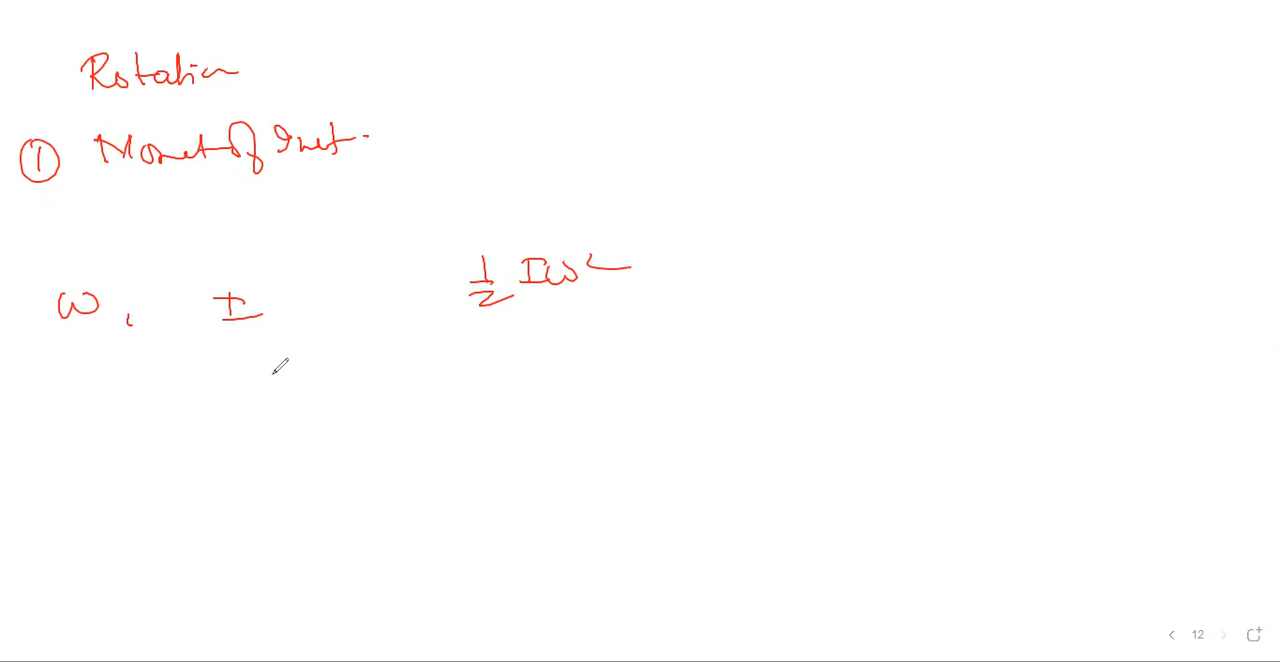 Rotation
① Moment of Inert.
ω, I
1/2 Iω²
12